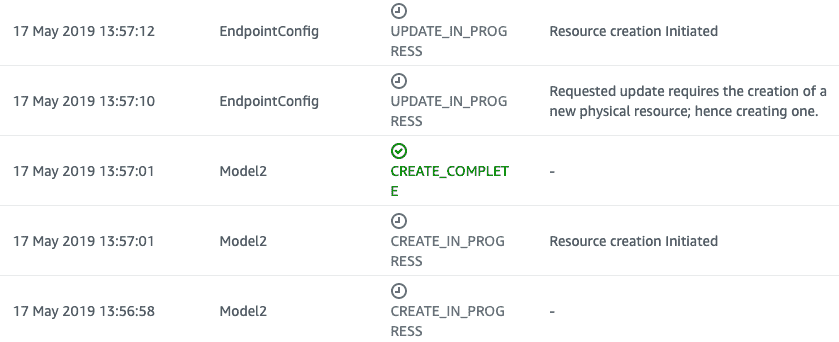 17 May 2019 13:57:12 EndpointConfig UPDATE_IN_PROG Resource creation Initiated
RESS
Requested update requires the creation of a
17 May 2019 13:57:10 EndpointConfig UPDATE_IN_PROG new physical resource; hence creating one.
RESS
17 May 2019 13:57:01 Model2 CREATE_COMPLET -
E
17 May 2019 13:57:01 Model2 CREATE_IN_PROG Resource creation Initiated
RESS
17 May 2019 13:56:58 Model2 CREATE_IN_PROG -
RESS